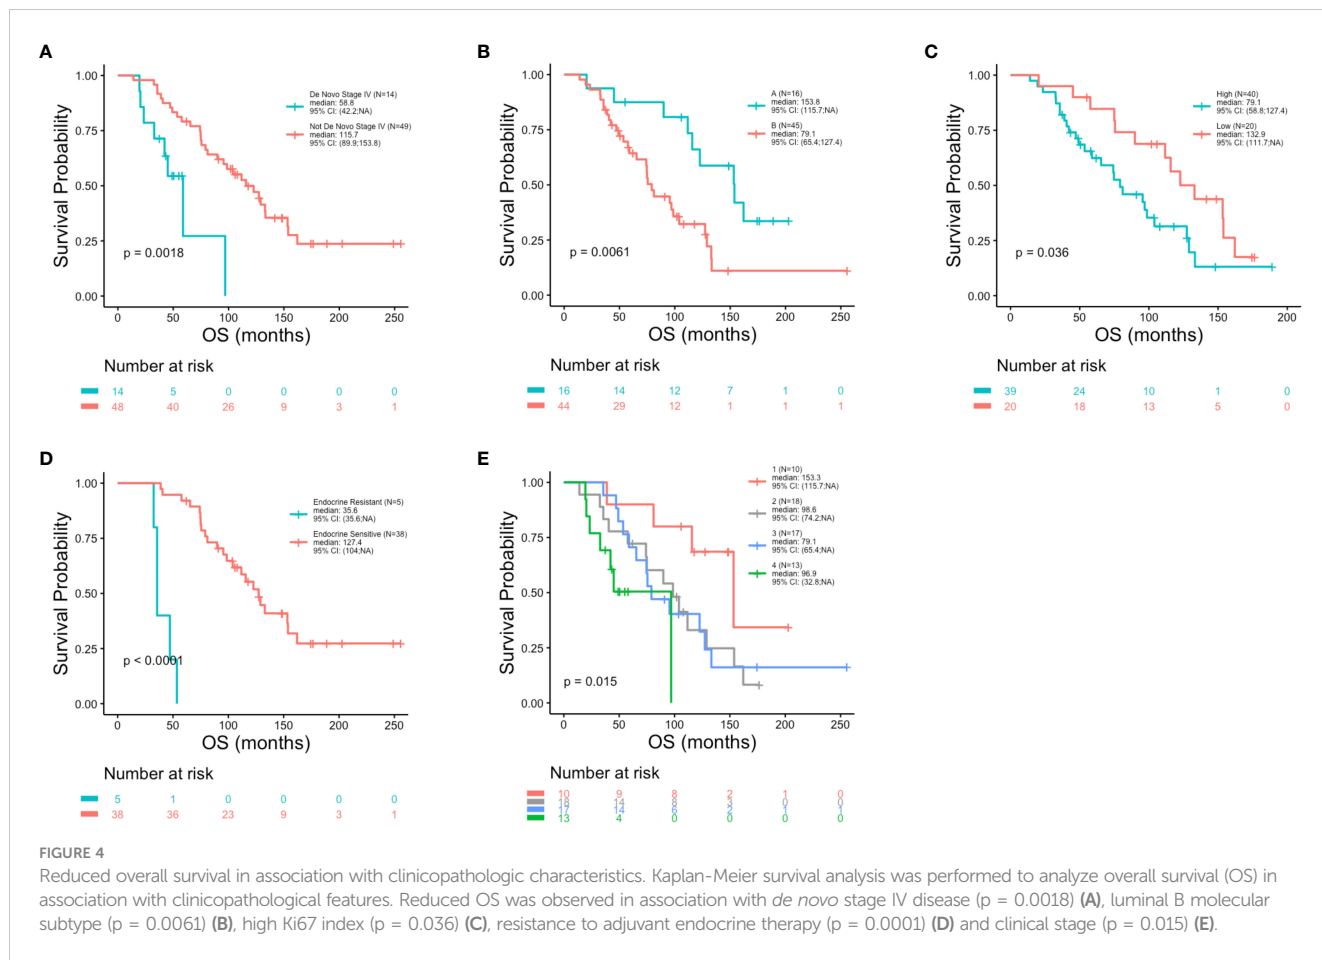 A
Survival Probability
1.00
0.75
0.50
0.25
0.00
De Novo Stage IV (N=14)
median: 58.8
95% CI: (42.2;NA)
Not De Novo Stage IV (N=49)
median: 115.7
95% CI: (89.9;153.8)
p = 0.0018
0 50 100 150 200 250
OS (months)
Number at risk
14 5 0 0 0 0
48 40 26 9 3 1
B
Survival Probability
1.00
0.75
0.50
0.25
0.00
A (N=16)
median: 153.8
95% CI: (115.7;NA)
B (N=45)
median: 79.1
95% CI: (65.4;127.4)
p = 0.0061
0 50 100 150 200 250
OS (months)
Number at risk
16 14 12 7 1 0
44 29 12 1 1 1
C
Survival Probability
1.00
0.75
0.50
0.25
0.00
High (N=40)
median: 79.1
95% CI: (58.8;127.4)
Low (N=20)
median: 132.9
95% CI: (111.7;NA)
p = 0.036
0 50 100 150 200
OS (months)
Number at risk
39 24 10 1 0
20 18 13 5 0
D
Survival Probability
1.00
0.75
0.50
0.25
0.00
Endocrine Resistant (N=5)
median: 35.6
95% CI: (35.6;NA)
Endocrine Sensitive (N=38)
median: 127.4
95% CI: (104;NA)
p < 0.0001
0 50 100 150 200 250
OS (months)
Number at risk
5 1 0 0 0 0
38 36 23 9 3 1
E
Survival Probability
1.00
0.75
0.50
0.25
0.00
1 (N=10)
median: 153.3
95% CI: (115.7;NA)
2 (N=18)
median: 98.6
95% CI: (74.2;NA)
3 (N=17)
median: 79.1
95% CI: (65.4;NA)
4 (N=13)
median: 96.9
95% CI: (32.8;NA)
p = 0.015
0 50 100 150 200 250
OS (months)
Number at risk
10 9 8 2 1 0
18 14 8 3 0 0
17 14 6 2 1 1
13 4 0 0 0 0
FIGURE 4
Reduced overall survival in association with clinicopathologic characteristics. Kaplan-Meier survival analysis was performed to analyze overall survival (OS) in
association with clinicopathological features. Reduced OS was observed in association with de novo stage IV disease (p = 0.0018) (A), luminal B molecular
subtype (p = 0.0061) (B), high Ki67 index (p = 0.036) (C), resistance to adjuvant endocrine therapy (p = 0.0001) (D) and clinical stage (p = 0.015) (E).